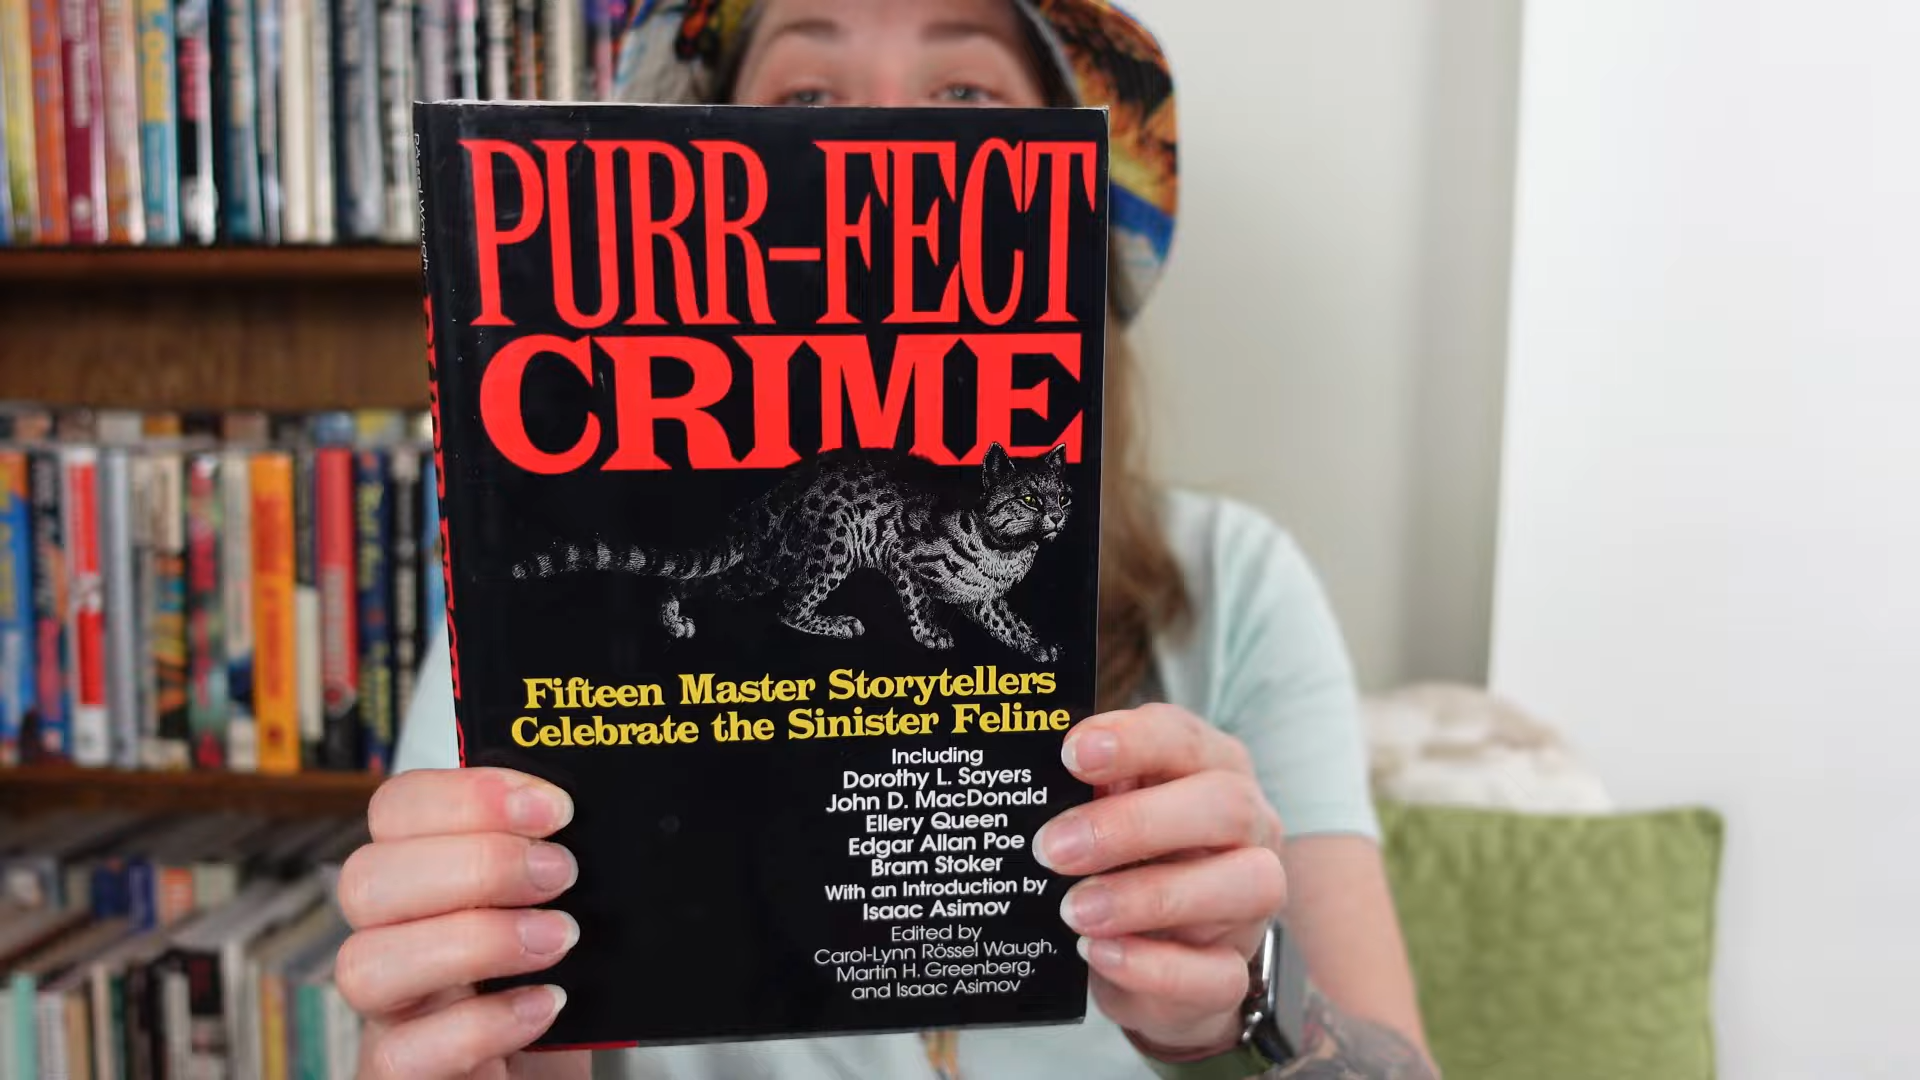 PURR-FECT
CRIME
Fifteen Master Storytellers
Celebrate the Sinister Feline
Including
Dorothy L. Sayers
John D. MacDonald
Ellery Queen
Edgar Allan Poe
Bram Stoker
With an Introduction by
Isaac Asimov
Edited by
Carol-Lynn Rössel Waugh,
Martin H. Greenberg,
and Isaac Asimov